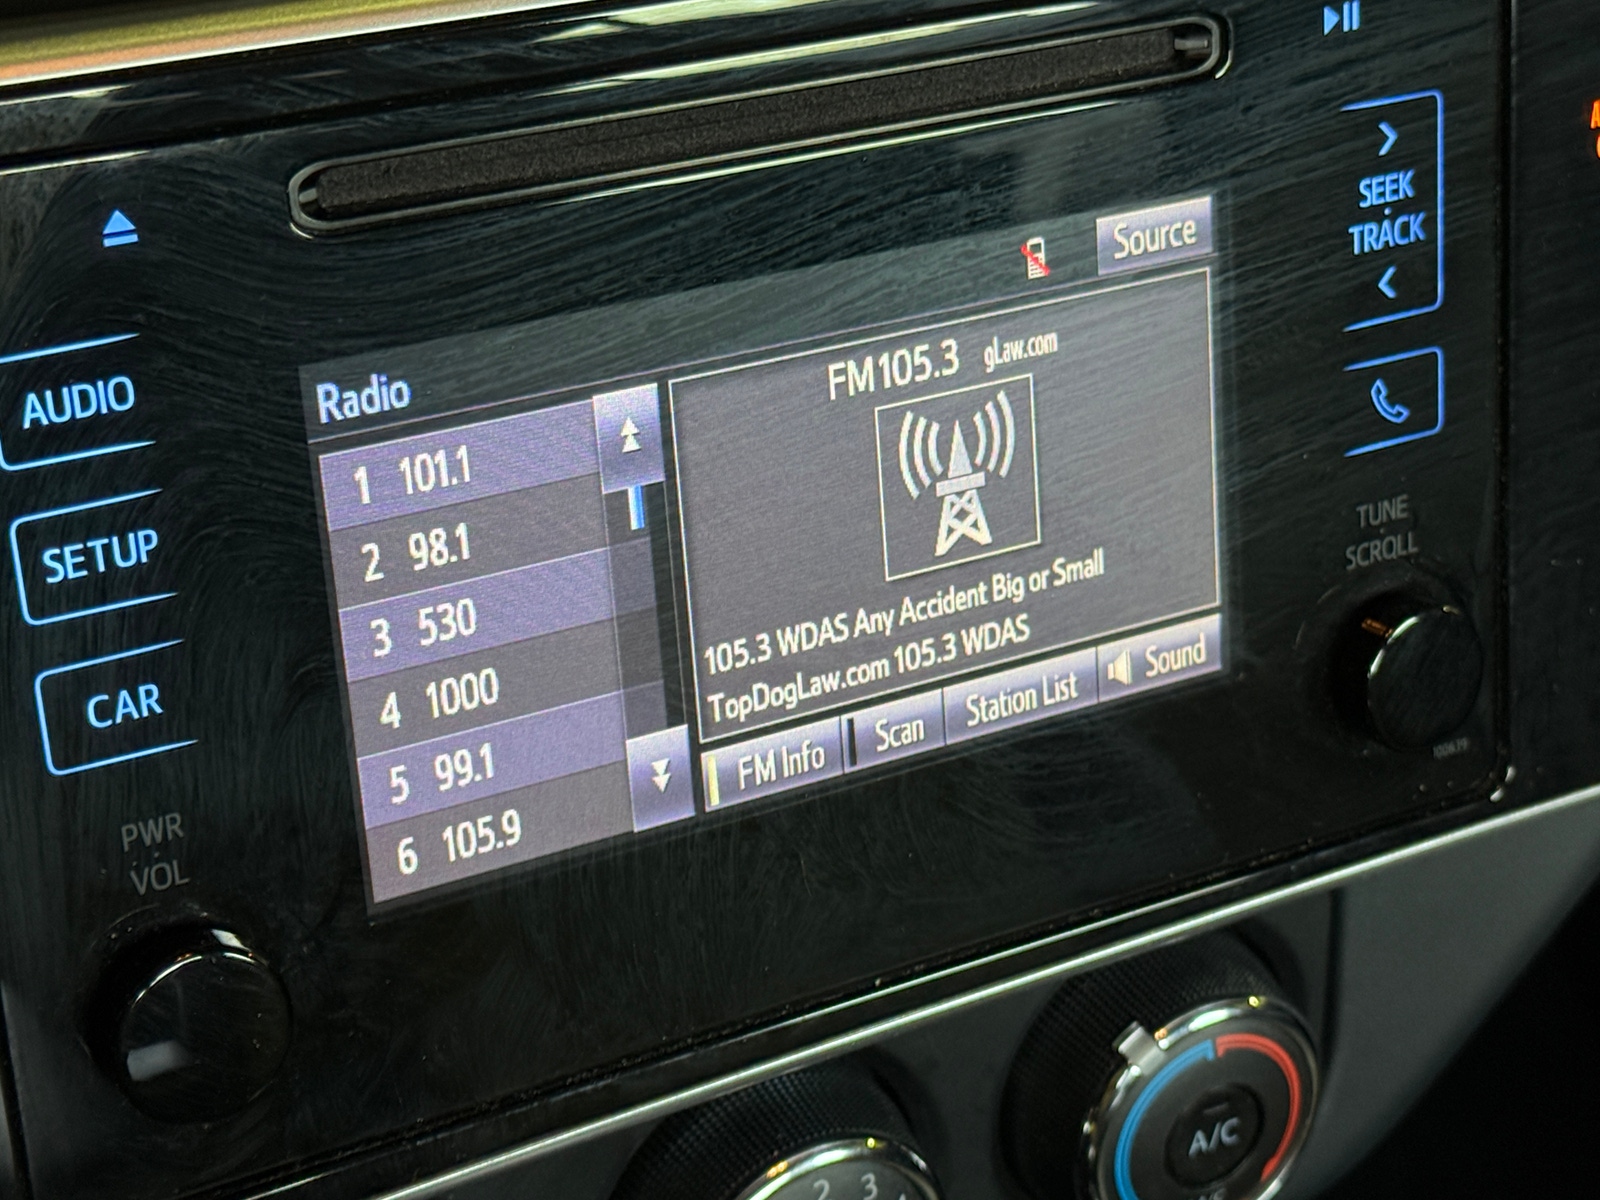 Source
SEEK
TRACK
Radio
FM 105.3 gLaw.com
AUDIO
1 101.1
2 98.1
3 530
4 1000
5 99.1
6 105.9
SETUP
CAR
105.3 WDAS Any Accident Big or Small
TopDogLaw.com 105.3 WDAS
FM Info
Scan
Station List
Sound
TUNE
SCROLL
PWR
VOL
A/C
2 3